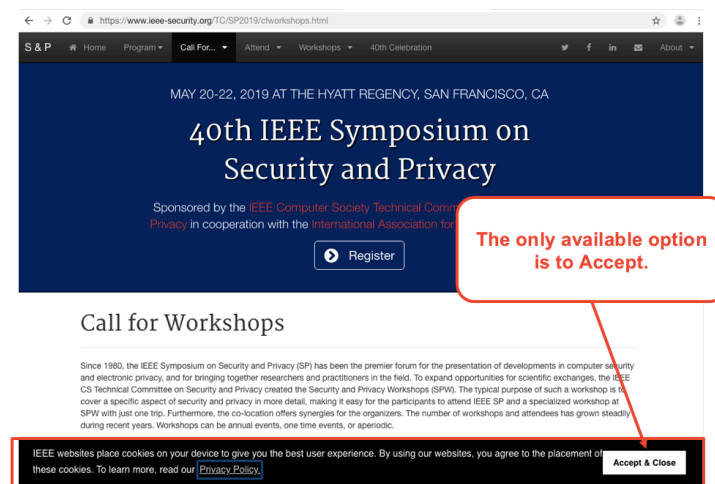 https://www.ieee-security.org/TC/SP2019/cfworkshops.html
S & P Home Program Call For... Attend Workshops 40th Celebration About
MAY 20-22, 2019 AT THE HYATT REGENCY, SAN FRANCISCO, CA
40th IEEE Symposium on
Security and Privacy
Sponsored by the IEEE Computer Society Technical
Privacy in cooperation with the International Association for
Register
The only available option
is to Accept.
Call for Workshops
Since 1980, the IEEE Symposium on Security and Privacy (SP) has been the premier forum for the presentation of developments in computer security
and electronic privacy, and for bringing together researchers and practitioners in the field. To expand opportunities for scientific exchanges, the IEEE
CS Technical Committee on Security and Privacy created the Security and Privacy Workshops (SPW). The typical purpose of such a workshop is to
cover a specific aspect of security and privacy in more detail, making it easy for the participants to attend IEEE SP and a specialized workshop at
SPW with just one trip. Furthermore, the co-location offers synergies for the organizers. The number of workshops and attendees has grown steadily
during recent years. Workshops can be annual events, one time events, or aperiodic.
IEEE websites place cookies on your device to give you the best user experience. By using our websites, you agree to the placement of
these cookies. To learn more, read our Privacy Policy.
Accept & Close